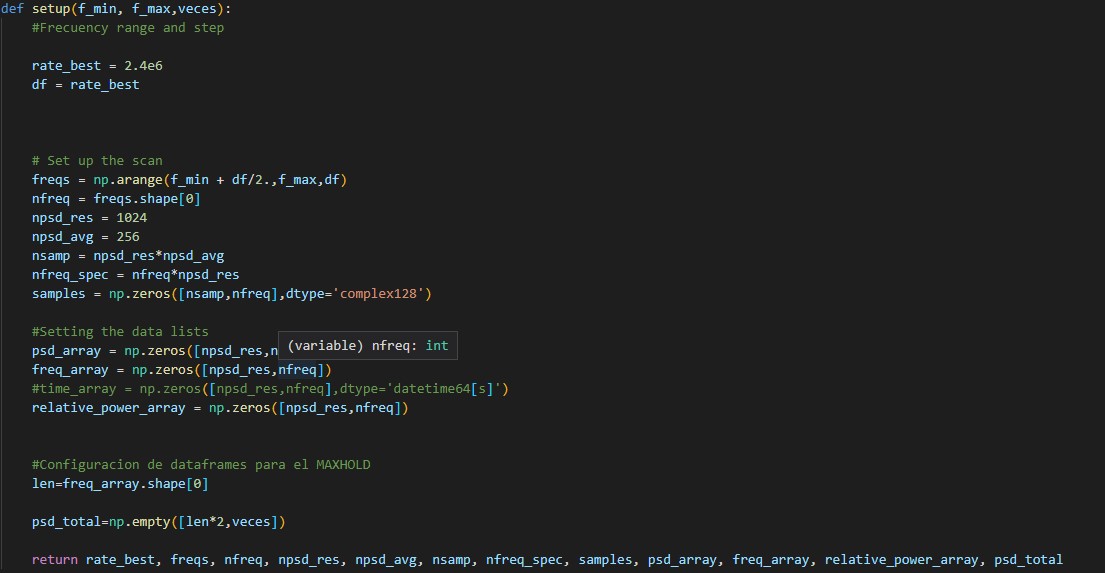 def setup(f_min, f_max,veces):
    #Frecuency range and step
    rate_best = 2.4e6
    df = rate_best
    # Set up the scan
    freqs = np.arange(f_min + df/2.,f_max,df)
    nfreq = freqs.shape[0]
    npsd_res = 1024
    npsd_avg = 256
    nsamp = npsd_res*npsd_avg
    nfreq_spec = nfreq*npsd_res
    samples = np.zeros([nsamp,nfreq],dtype='complex128')
    #Setting the data lists
    psd_array = np.zeros([npsd_res,n
(variable) nfreq: int
    freq_array = np.zeros([npsd_res,nfreq])
    #time_array = np.zeros([npsd_res,nfreq],dtype='datetime64[s]')
    relative_power_array = np.zeros([npsd_res,nfreq])
    #Configuracion de dataframes para el MAXHOLD
    len=freq_array.shape[0]
    psd_total=np.empty([len*2,veces])
    return rate_best, freqs, nfreq, npsd_res, npsd_avg, nsamp, nfreq_spec, samples, psd_array, freq_array, relative_power_array, psd_total